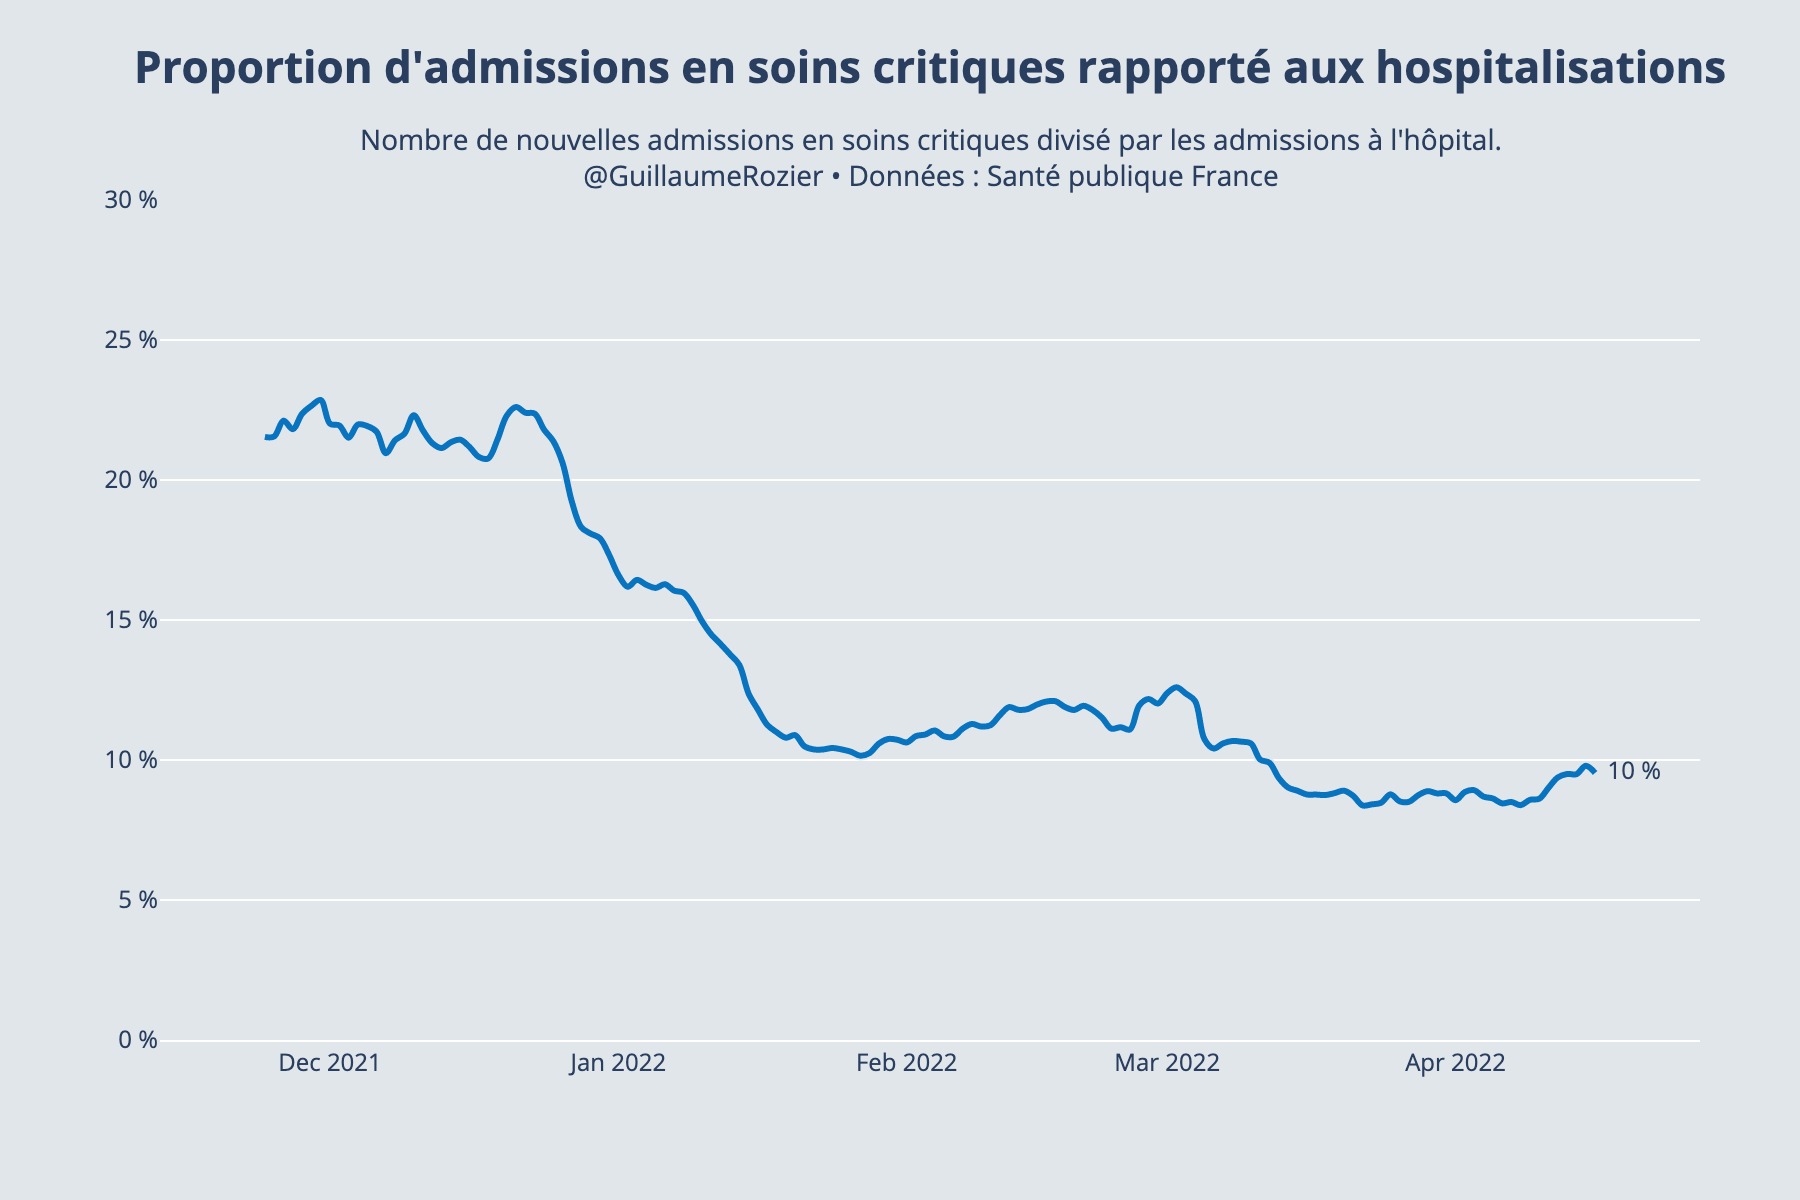 Proportion d'admissions en soins critiques rapporté aux hospitalisations
Nombre de nouvelles admissions en soins critiques divisé par les admissions à l'hôpital.
@GuillaumeRozier • Données : Santé publique France
30 %
25 %
20 %
15 %
10 %
10 %
5 %
0 %
Dec 2021 Jan 2022 Feb 2022 Mar 2022 Apr 2022